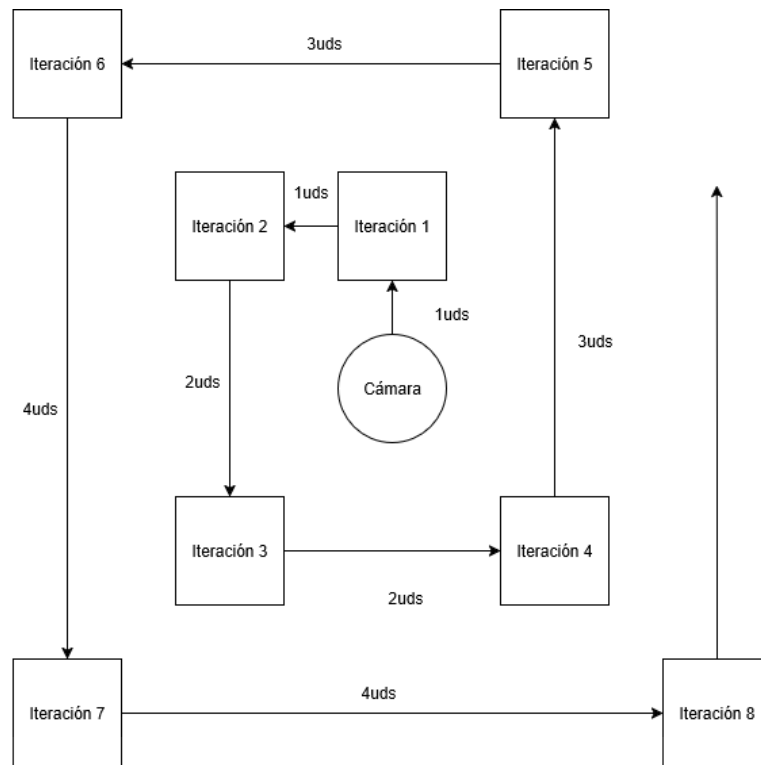 3uds
Iteración 6
Iteración 5
1uds
Iteración 2
Iteración 1
1uds
3uds
2uds
Cámara
4uds
Iteración 3
Iteración 4
2uds
4uds
Iteración 7
Iteración 8